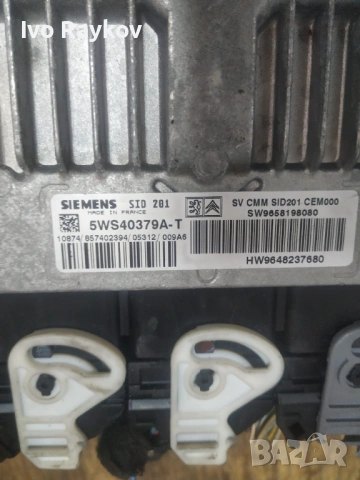 Ivo Raykov
SIEMENS SID 201
MADE IN FRANCE
5WS40379A-T
10874/857402394/05312/009A6
SV CMM SID201 CEM000
SW9658198080
HW9648237680
bazar